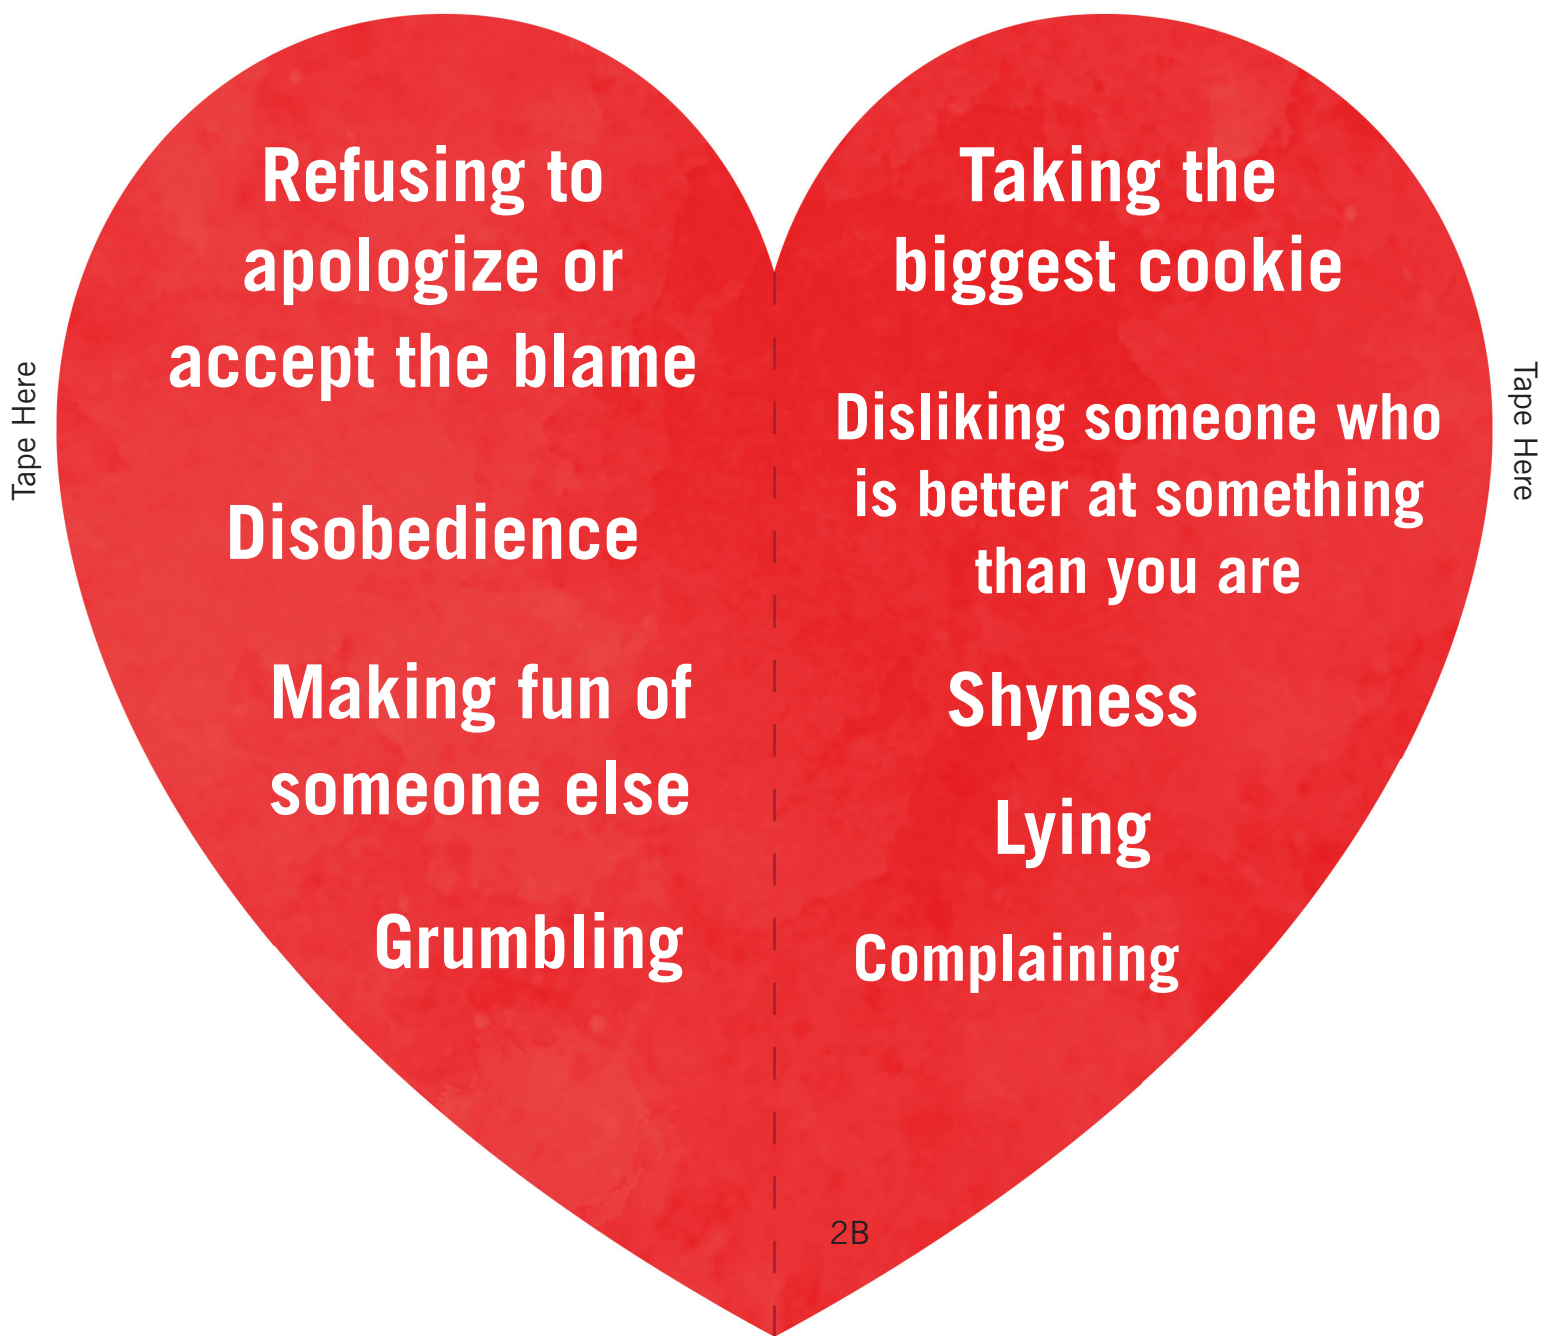 Refusing to
apologize or
accept the blame
Disobedience
Making fun of
someone else
Grumbling
Taking the
biggest cookie
Disliking someone who
is better at something
than you are
Shyness
Lying
Complaining
Tape Here
Tape Here
2B